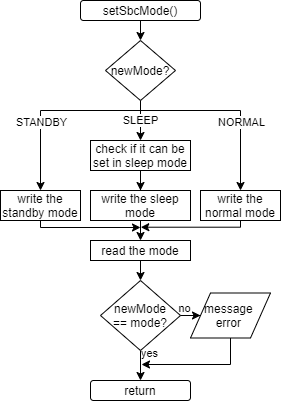 setSbcMode()
newMode?
STANDBY
SLEEP
NORMAL
check if it can be
set in sleep mode
write the
standby mode
write the sleep
mode
write the
normal mode
read the mode
newMode
== mode?
no
message
error
yes
return